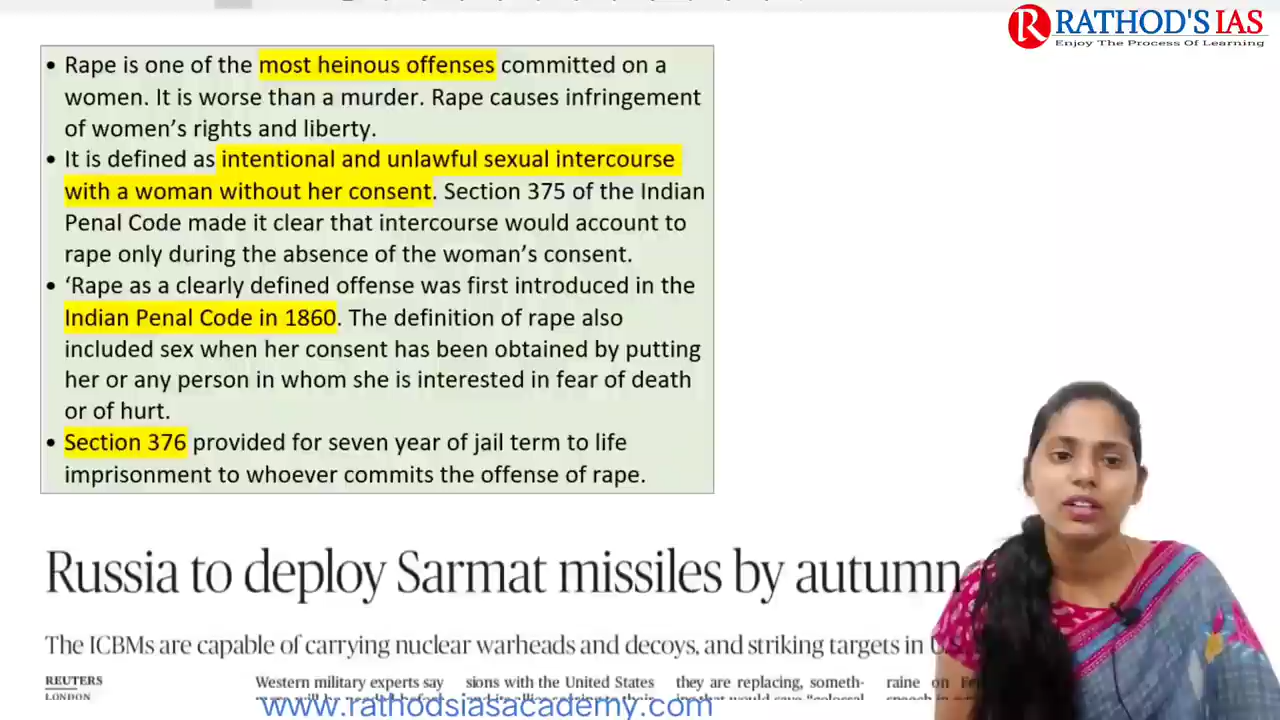 RATHOD'S IAS
Enjoy The Process Of Learning
• Rape is one of the most heinous offenses committed on a
women. It is worse than a murder. Rape causes infringement
of women’s rights and liberty.
• It is defined as intentional and unlawful sexual intercourse
with a woman without her consent. Section 375 of the Indian
Penal Code made it clear that intercourse would account to
rape only during the absence of the woman’s consent.
• ‘Rape as a clearly defined offense was first introduced in the
Indian Penal Code in 1860. The definition of rape also
included sex when her consent has been obtained by putting
her or any person in whom she is interested in fear of death
or of hurt.
• Section 376 provided for seven year of jail term to life
imprisonment to whoever commits the offense of rape.
Russia to deploy Sarmat missiles by autumn
The ICBMs are capable of carrying nuclear warheads and decoys, and striking targets in U.S.
REUTERS
LONDON
Western military experts say
sions with the United States
they are replacing, someth-
raine on
www.rathodsiasacademy.com